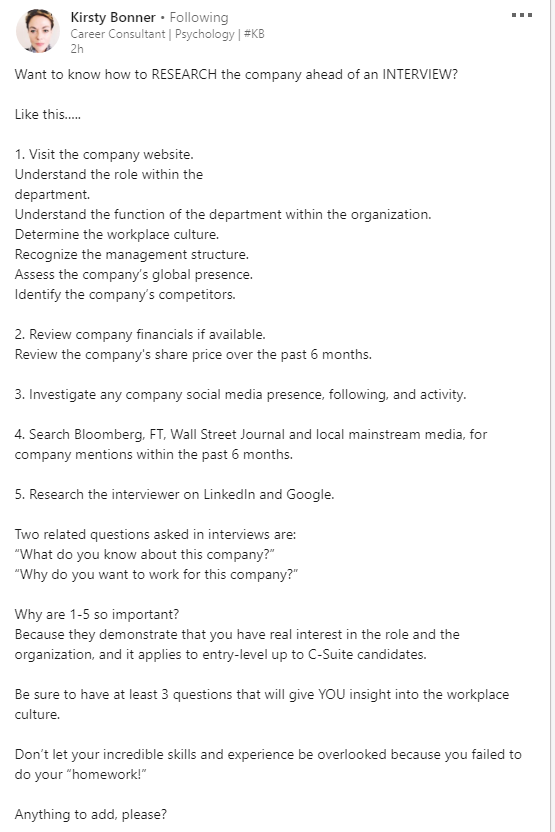 Kirsty Bonner • Following
Career Consultant | Psychology | #KB
2h
Want to know how to RESEARCH the company ahead of an INTERVIEW?
Like this.....
1. Visit the company website.
Understand the role within the
department.
Understand the function of the department within the organization.
Determine the workplace culture.
Recognize the management structure.
Assess the company's global presence.
Identify the company's competitors.
2. Review company financials if available.
Review the company's share price over the past 6 months.
3. Investigate any company social media presence, following, and activity.
4. Search Bloomberg, FT, Wall Street Journal and local mainstream media, for
company mentions within the past 6 months.
5. Research the interviewer on LinkedIn and Google.
Two related questions asked in interviews are:
“What do you know about this company?”
“Why do you want to work for this company?”
Why are 1-5 so important?
Because they demonstrate that you have real interest in the role and the
organization, and it applies to entry-level up to C-Suite candidates.
Be sure to have at least 3 questions that will give YOU insight into the workplace
culture.
Don't let your incredible skills and experience be overlooked because you failed to
do your “homework!”
Anything to add, please?